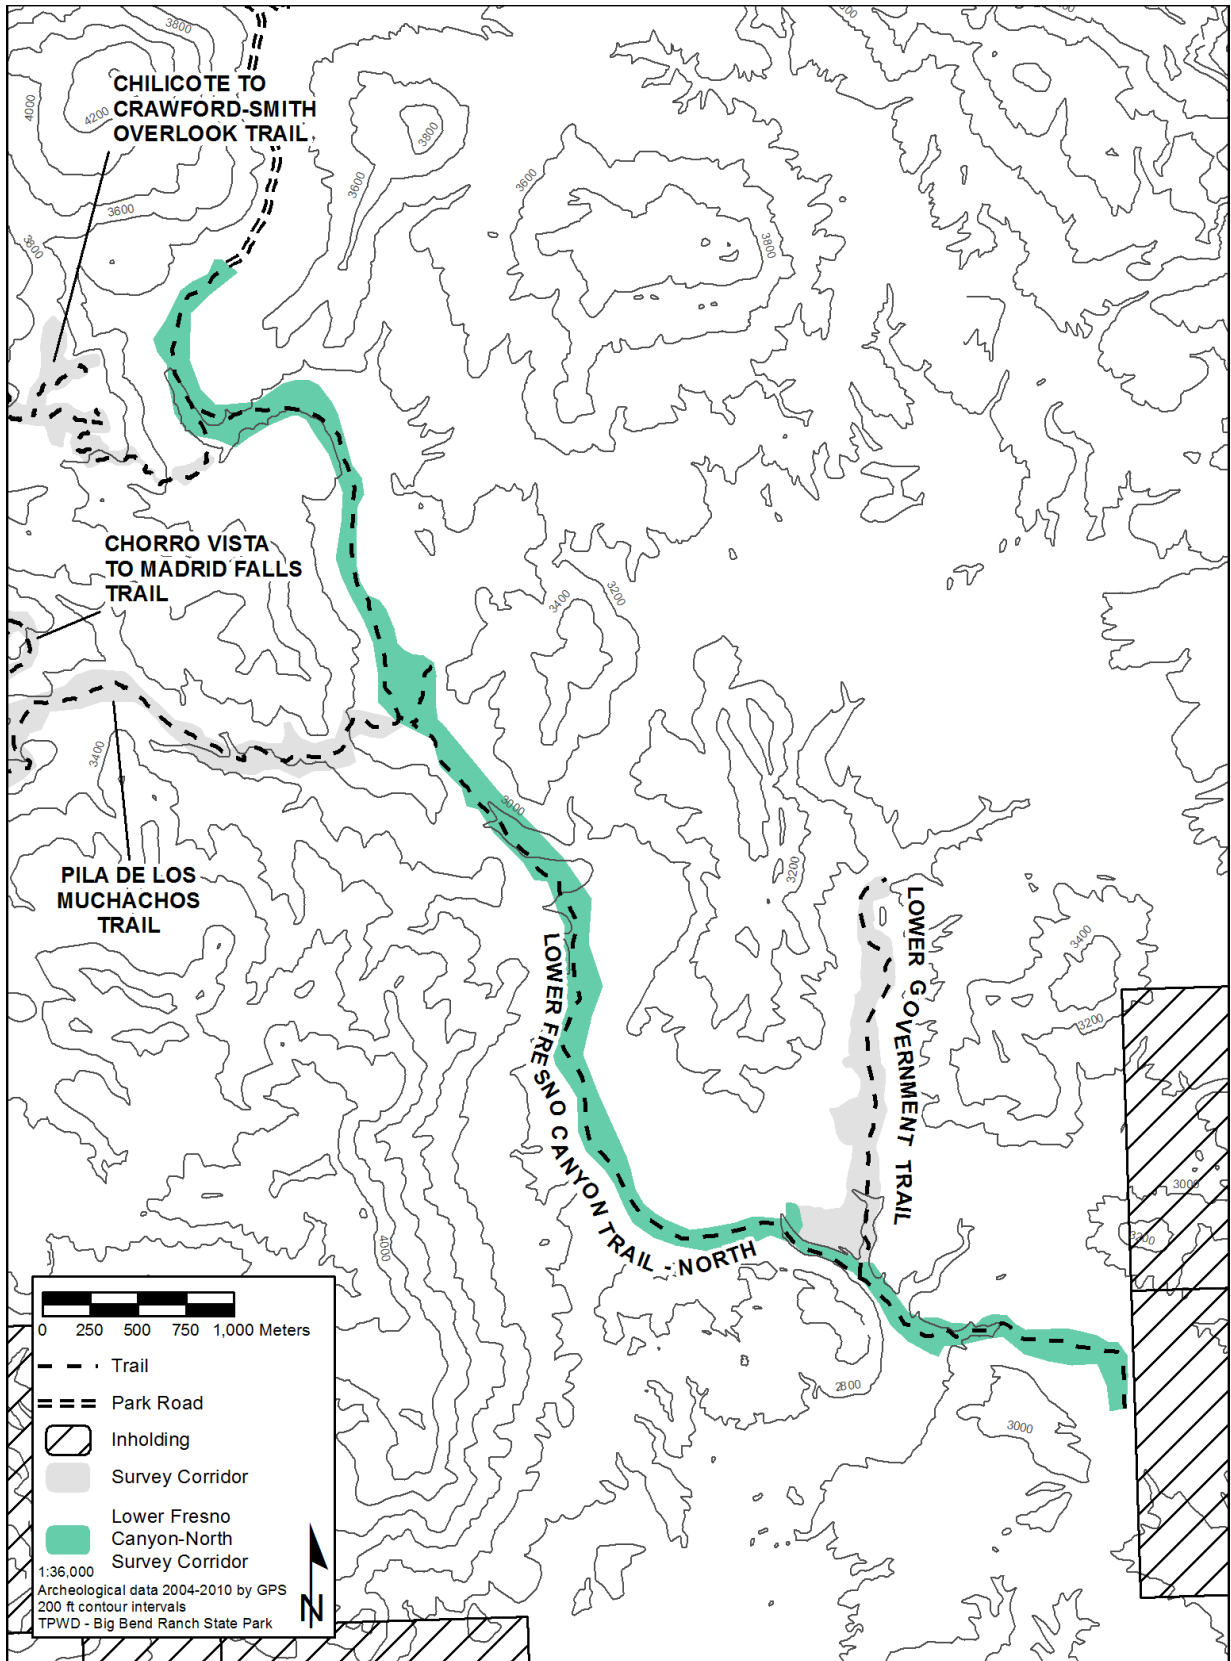 3800
4000
4200
CHILICOTE TO
CRAWFORD-SMITH
OVERLOOK TRAIL
3800
3600
3600
3600
3800
3800
CHORRO VISTA
TO MADRID FALLS
TRAIL
3400
3200
3400
3000
3200
PILA DE LOS
MUCHACHOS
TRAIL
LOWER FRESNO CANYON TRAIL - NORTH
LOWER GOVERNMENT TRAIL
3400
3200
3000
3200
4000
2800
3000
0 250 500 750 1,000 Meters
Trail
Park Road
Inholding
Survey Corridor
Lower Fresno
Canyon-North
Survey Corridor
1:36,000
Archeological data 2004-2010 by GPS
200 ft contour intervals
TPWD - Big Bend Ranch State Park
N